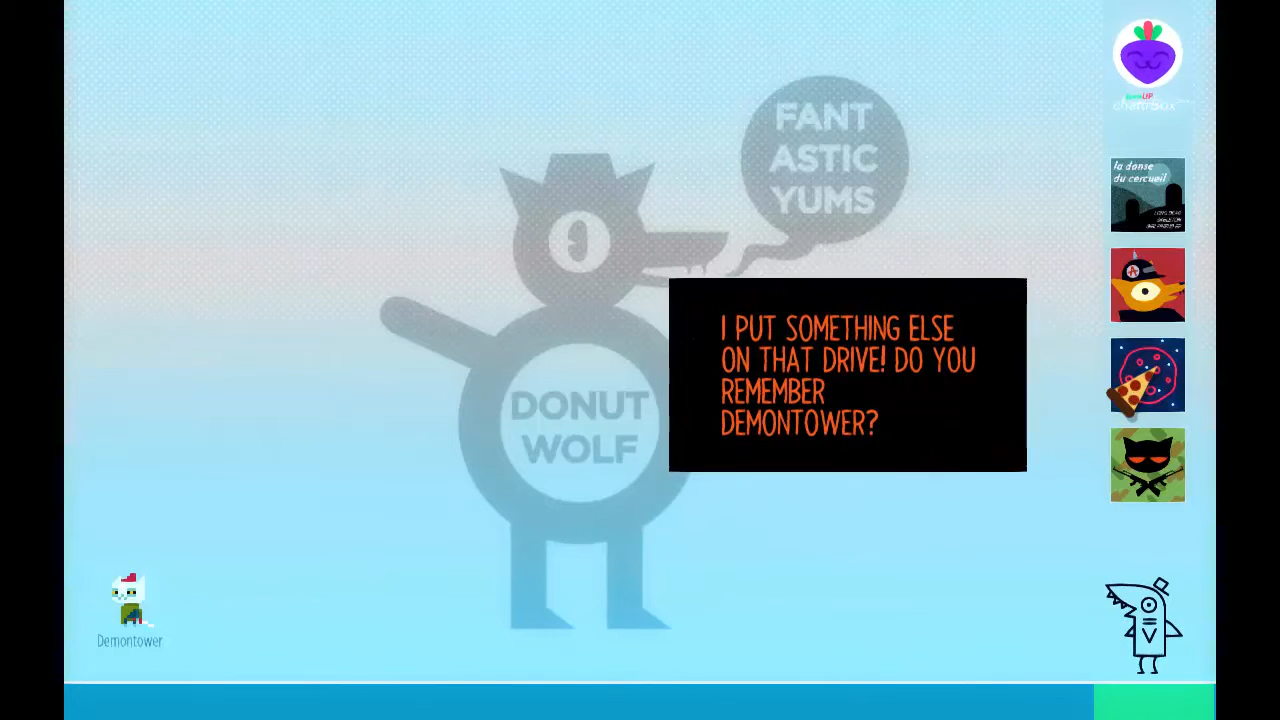 FANT
ASTIC
YUMS
DONUT
WOLF
I PUT SOMETHING ELSE
ON THAT DRIVE! DO YOU
REMEMBER
DEMONTOWER?
la danse
du cercueil
Demontower